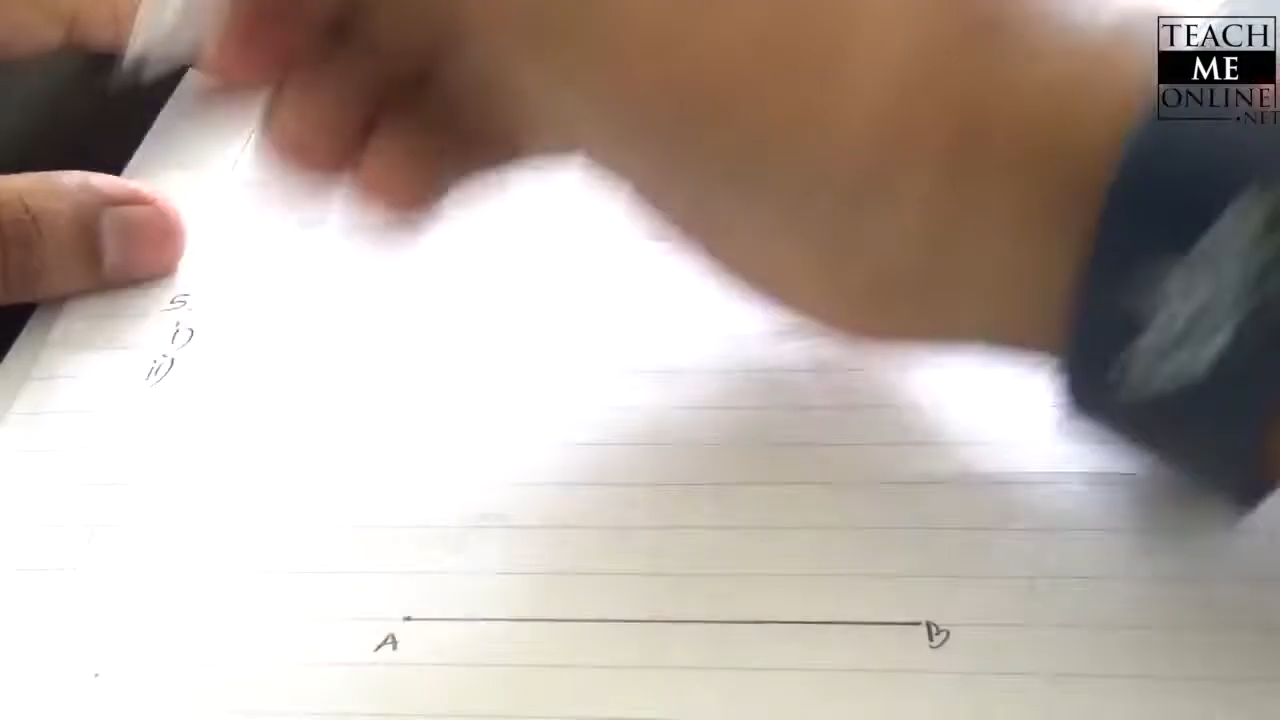 TEACH
ME
ONLINE
.NET
5.
i)
ii)
A B